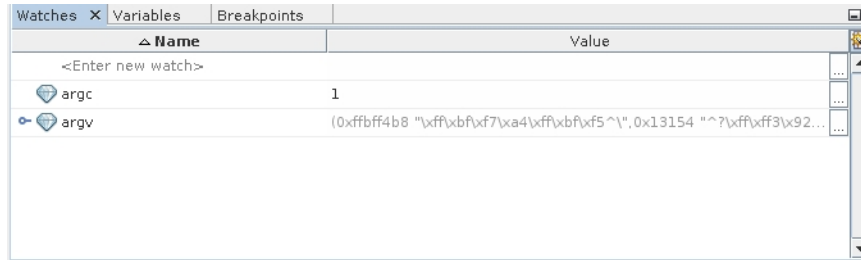 Watches Variables Breakpoints
Name Value
<Enter new watch>
...
argc 1 ...
argv (0xffbff4b8 "\xff\xbf\xf7\xa4\xff\xbf\xf5^\",0x13154 "^?\xff\xff3\x92... ...